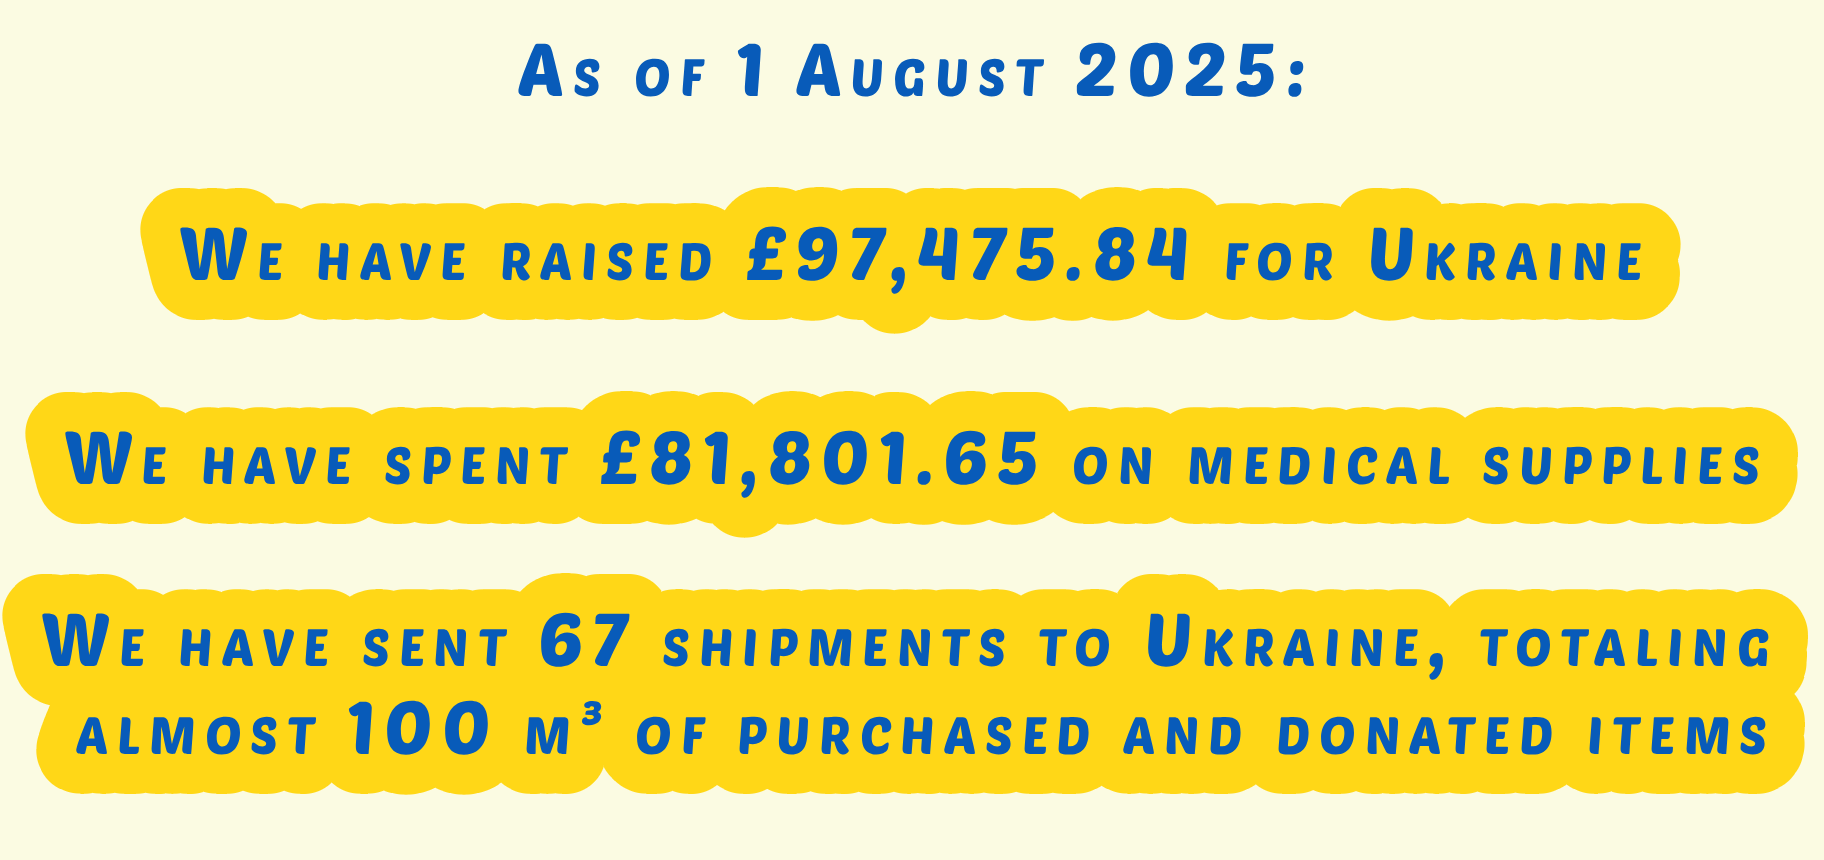 As of 1 August 2025:
We have raised £97,475.84 for Ukraine
We have spent £81,801.65 on medical supplies
We have sent 67 shipments to Ukraine, totaling
almost 100 m³ of purchased and donated items